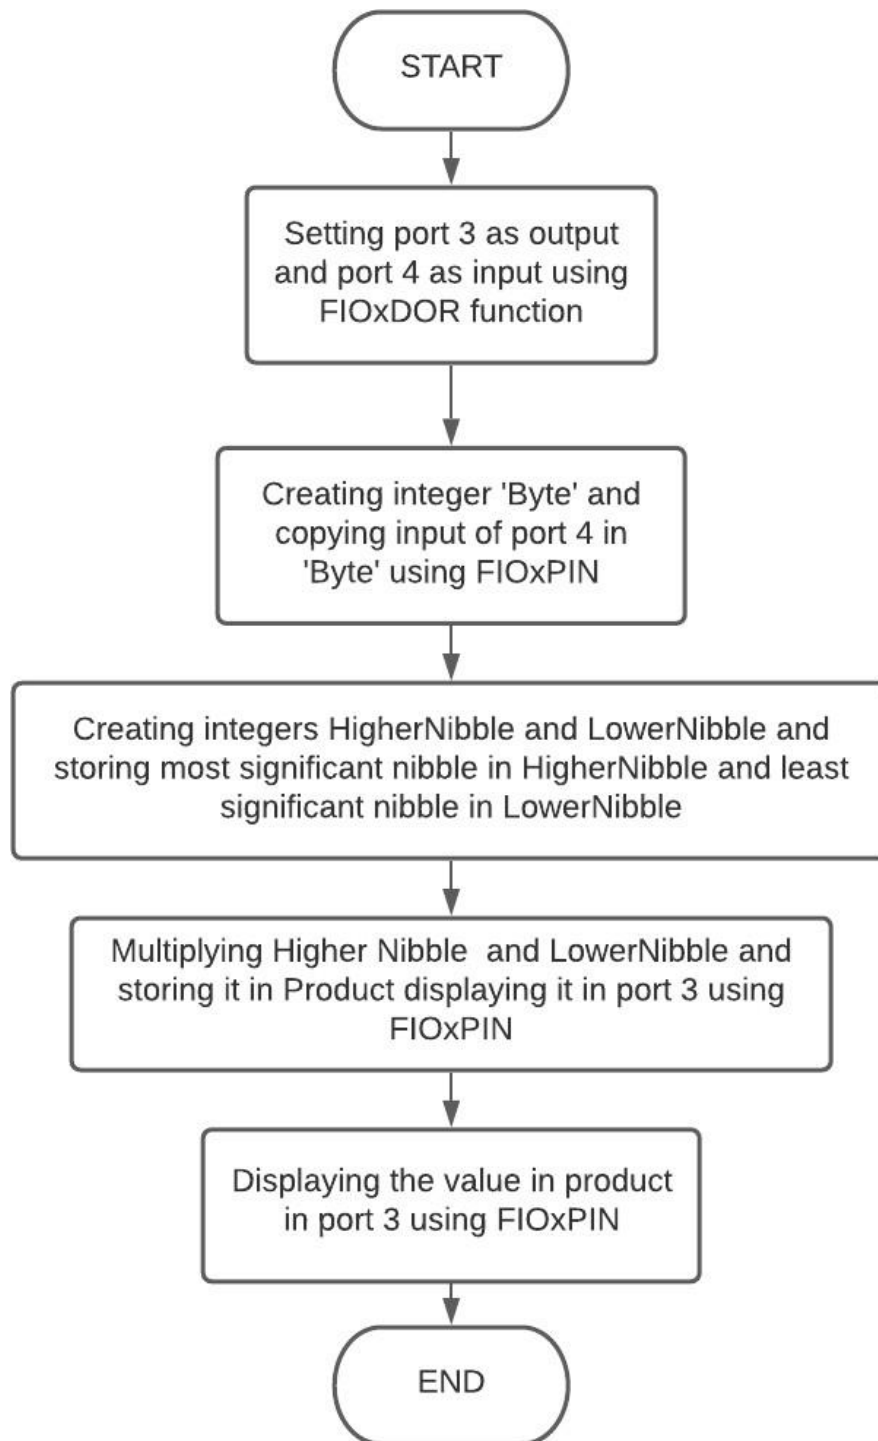 START
Setting port 3 as output
and port 4 as input using
FIOxDOR function
Creating integer 'Byte' and
copying input of port 4 in
'Byte' using FIOxPIN
Creating integers HigherNibble and LowerNibble and
storing most significant nibble in HigherNibble and least
significant nibble in LowerNibble
Multiplying Higher Nibble and LowerNibble and
storing it in Product displaying it in port 3 using
FIOxPIN
Displaying the value in product
in port 3 using FIOxPIN
END